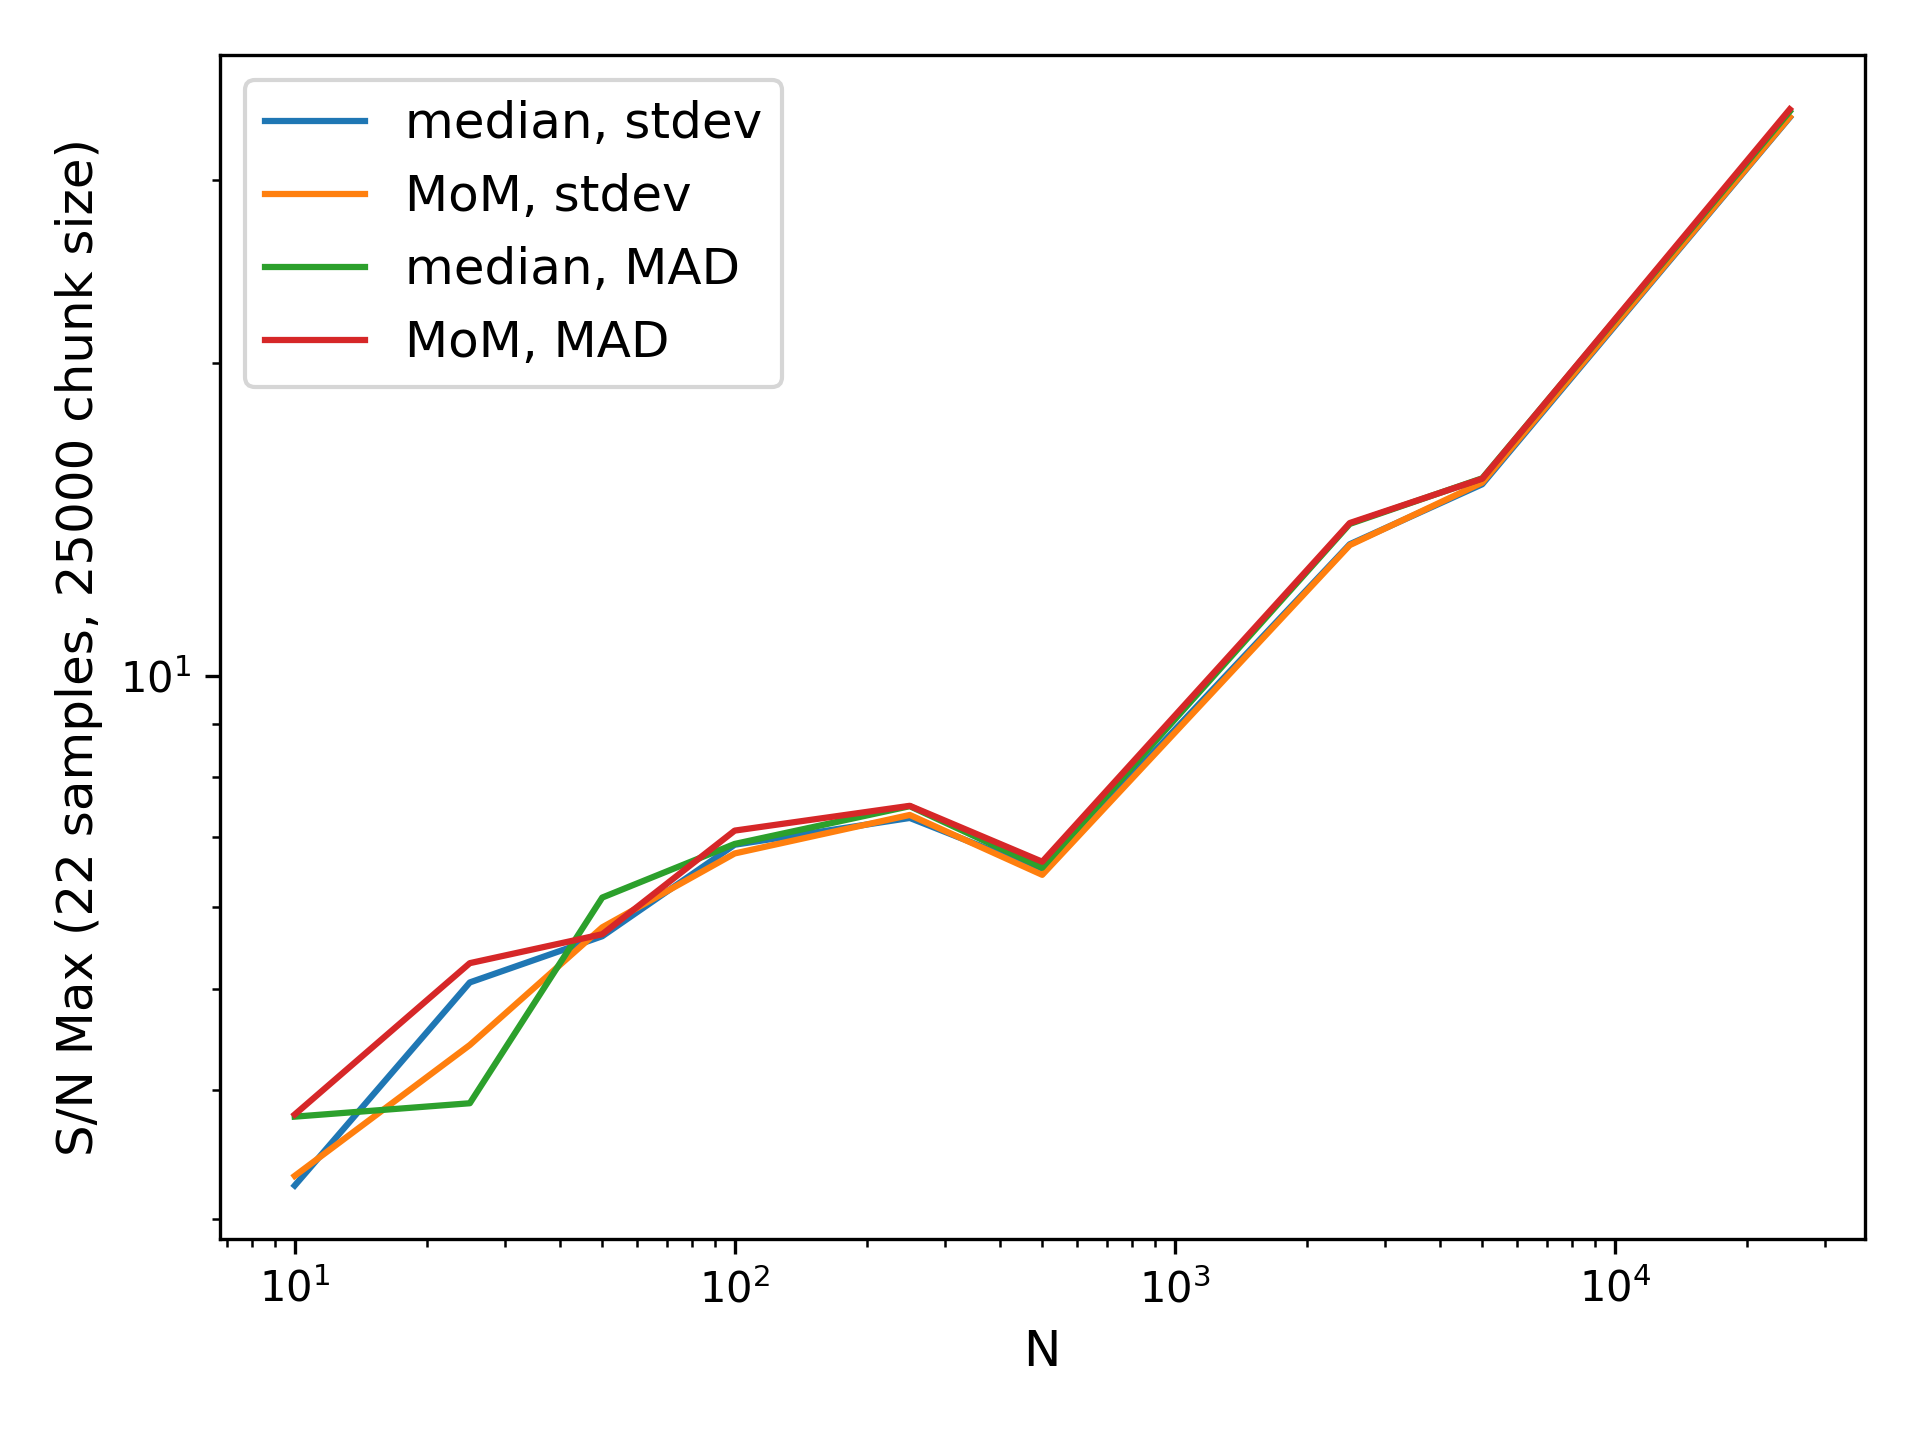 median, stdev
MoM, stdev
median, MAD
MoM, MAD
S/N Max (22 samples, 25000 chunk size)
10¹
10¹ 10² 10³ 10⁴
N